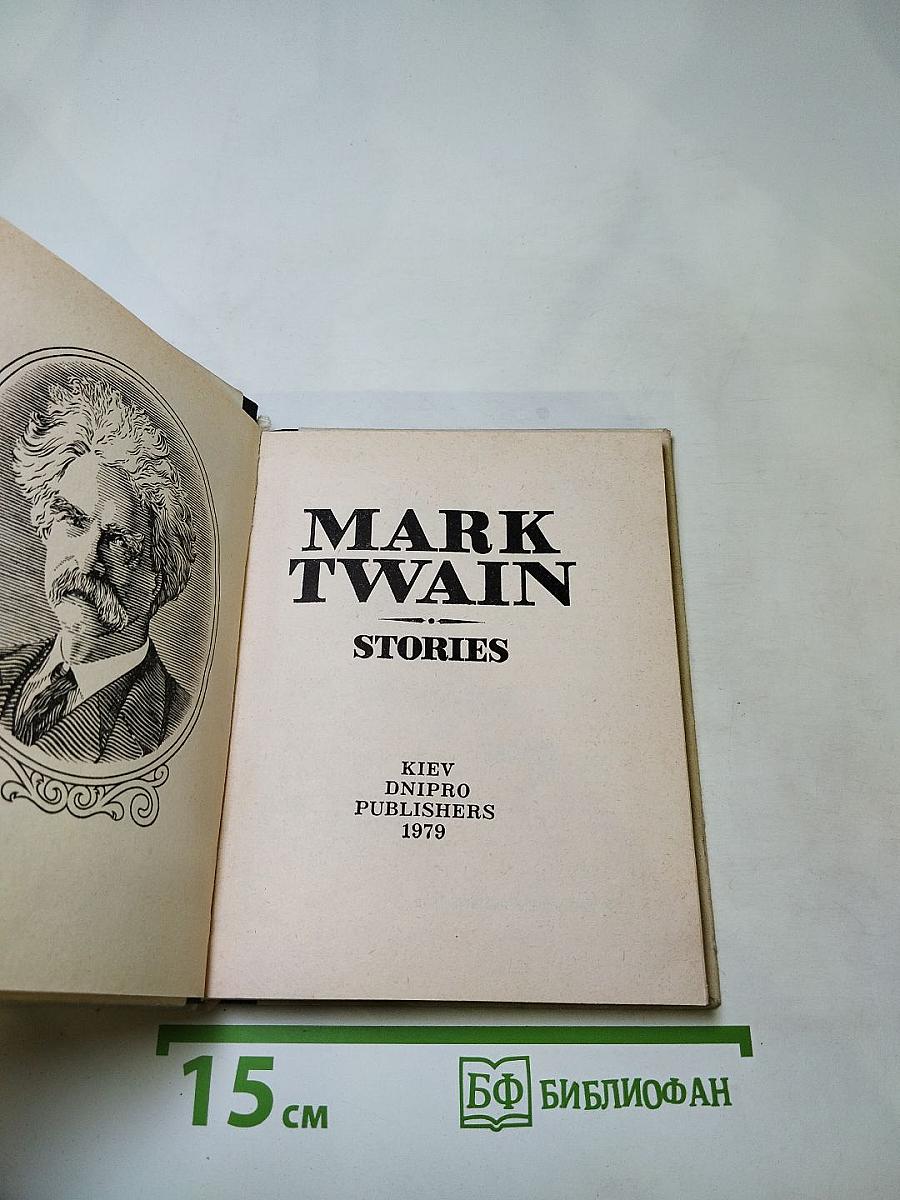 MARK
TWAIN
STORIES
KIEV
DNIPRO
PUBLISHERS
1979
15 см
БФ БИБЛИОФАН